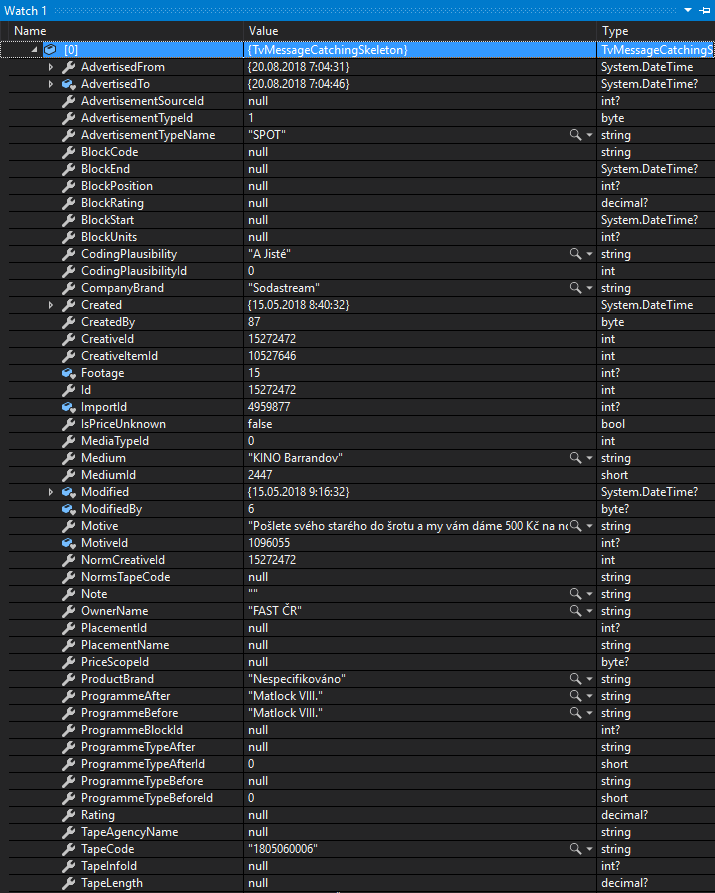 Watch 1
Name Value Type
[0] {TvMessageCatchingSkeleton} TvMessageCatchingS
AdvertisedFrom {20.08.2018 7:04:31} System.DateTime
AdvertisedTo {20.08.2018 7:04:46} System.DateTime?
AdvertisementSourceId null int?
AdvertisementTypeId 1 byte
AdvertisementTypeName "SPOT" string
BlockCode null string
BlockEnd null System.DateTime?
BlockPosition null int?
BlockRating null decimal?
BlockStart null System.DateTime?
BlockUnits null int?
CodingPlausibility "A Jisté" string
CodingPlausibilityId 0 int
CompanyBrand "Sodastream" string
Created {15.05.2018 8:40:32} System.DateTime
CreatedBy 87 byte
CreativeId 15272472 int
CreativeItemId 10527646 int
Footage 15 int?
Id 15272472 int
ImportId 4959877 int?
IsPriceUnknown false bool
MediaTypeId 0 int
Medium "KINO Barrandov" string
MediumId 2447 short
Modified {15.05.2018 9:16:32} System.DateTime?
ModifiedBy 6 byte?
Motive "Pošlete svého starého do šrotu a my vám dáme 500 Kč na no string
MotiveId 1096055 int?
NormCreativeId 15272472 int
NormsTapeCode null string
Note "" string
OwnerName "FAST ČR" string
PlacementId null int?
PlacementName null string
PriceScopeId null byte?
ProductBrand "Nespecifikováno" string
ProgrammeAfter "Matlock VIII." string
ProgrammeBefore "Matlock VIII." string
ProgrammeBlockId null int?
ProgrammeTypeAfter null string
ProgrammeTypeAfterId 0 short
ProgrammeTypeBefore null string
ProgrammeTypeBeforeId 0 short
Rating null decimal?
TapeAgencyName null string
TapeCode "1805060006" string
TapeInfoId null int?
TapeLength null decimal?